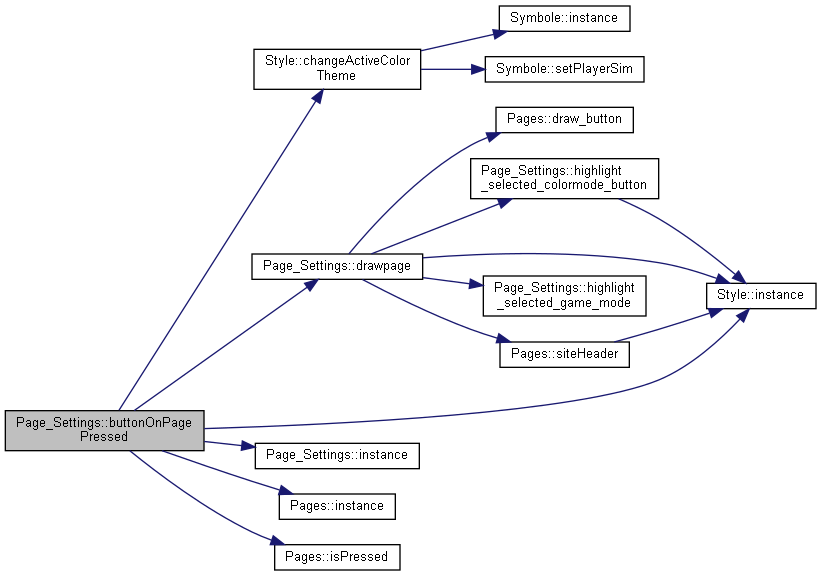 Symbole::instance
Style::changeActiveColor
Theme
Symbole::setPlayerSim
Pages::draw_button
Page_Settings::highlight
_selected_colormode_button
Page_Settings::drawpage
Page_Settings::highlight
_selected_game_mode
Style::instance
Pages::siteHeader
Page_Settings::buttonOnPage
Pressed
Page_Settings::instance
Pages::instance
Pages::isPressed